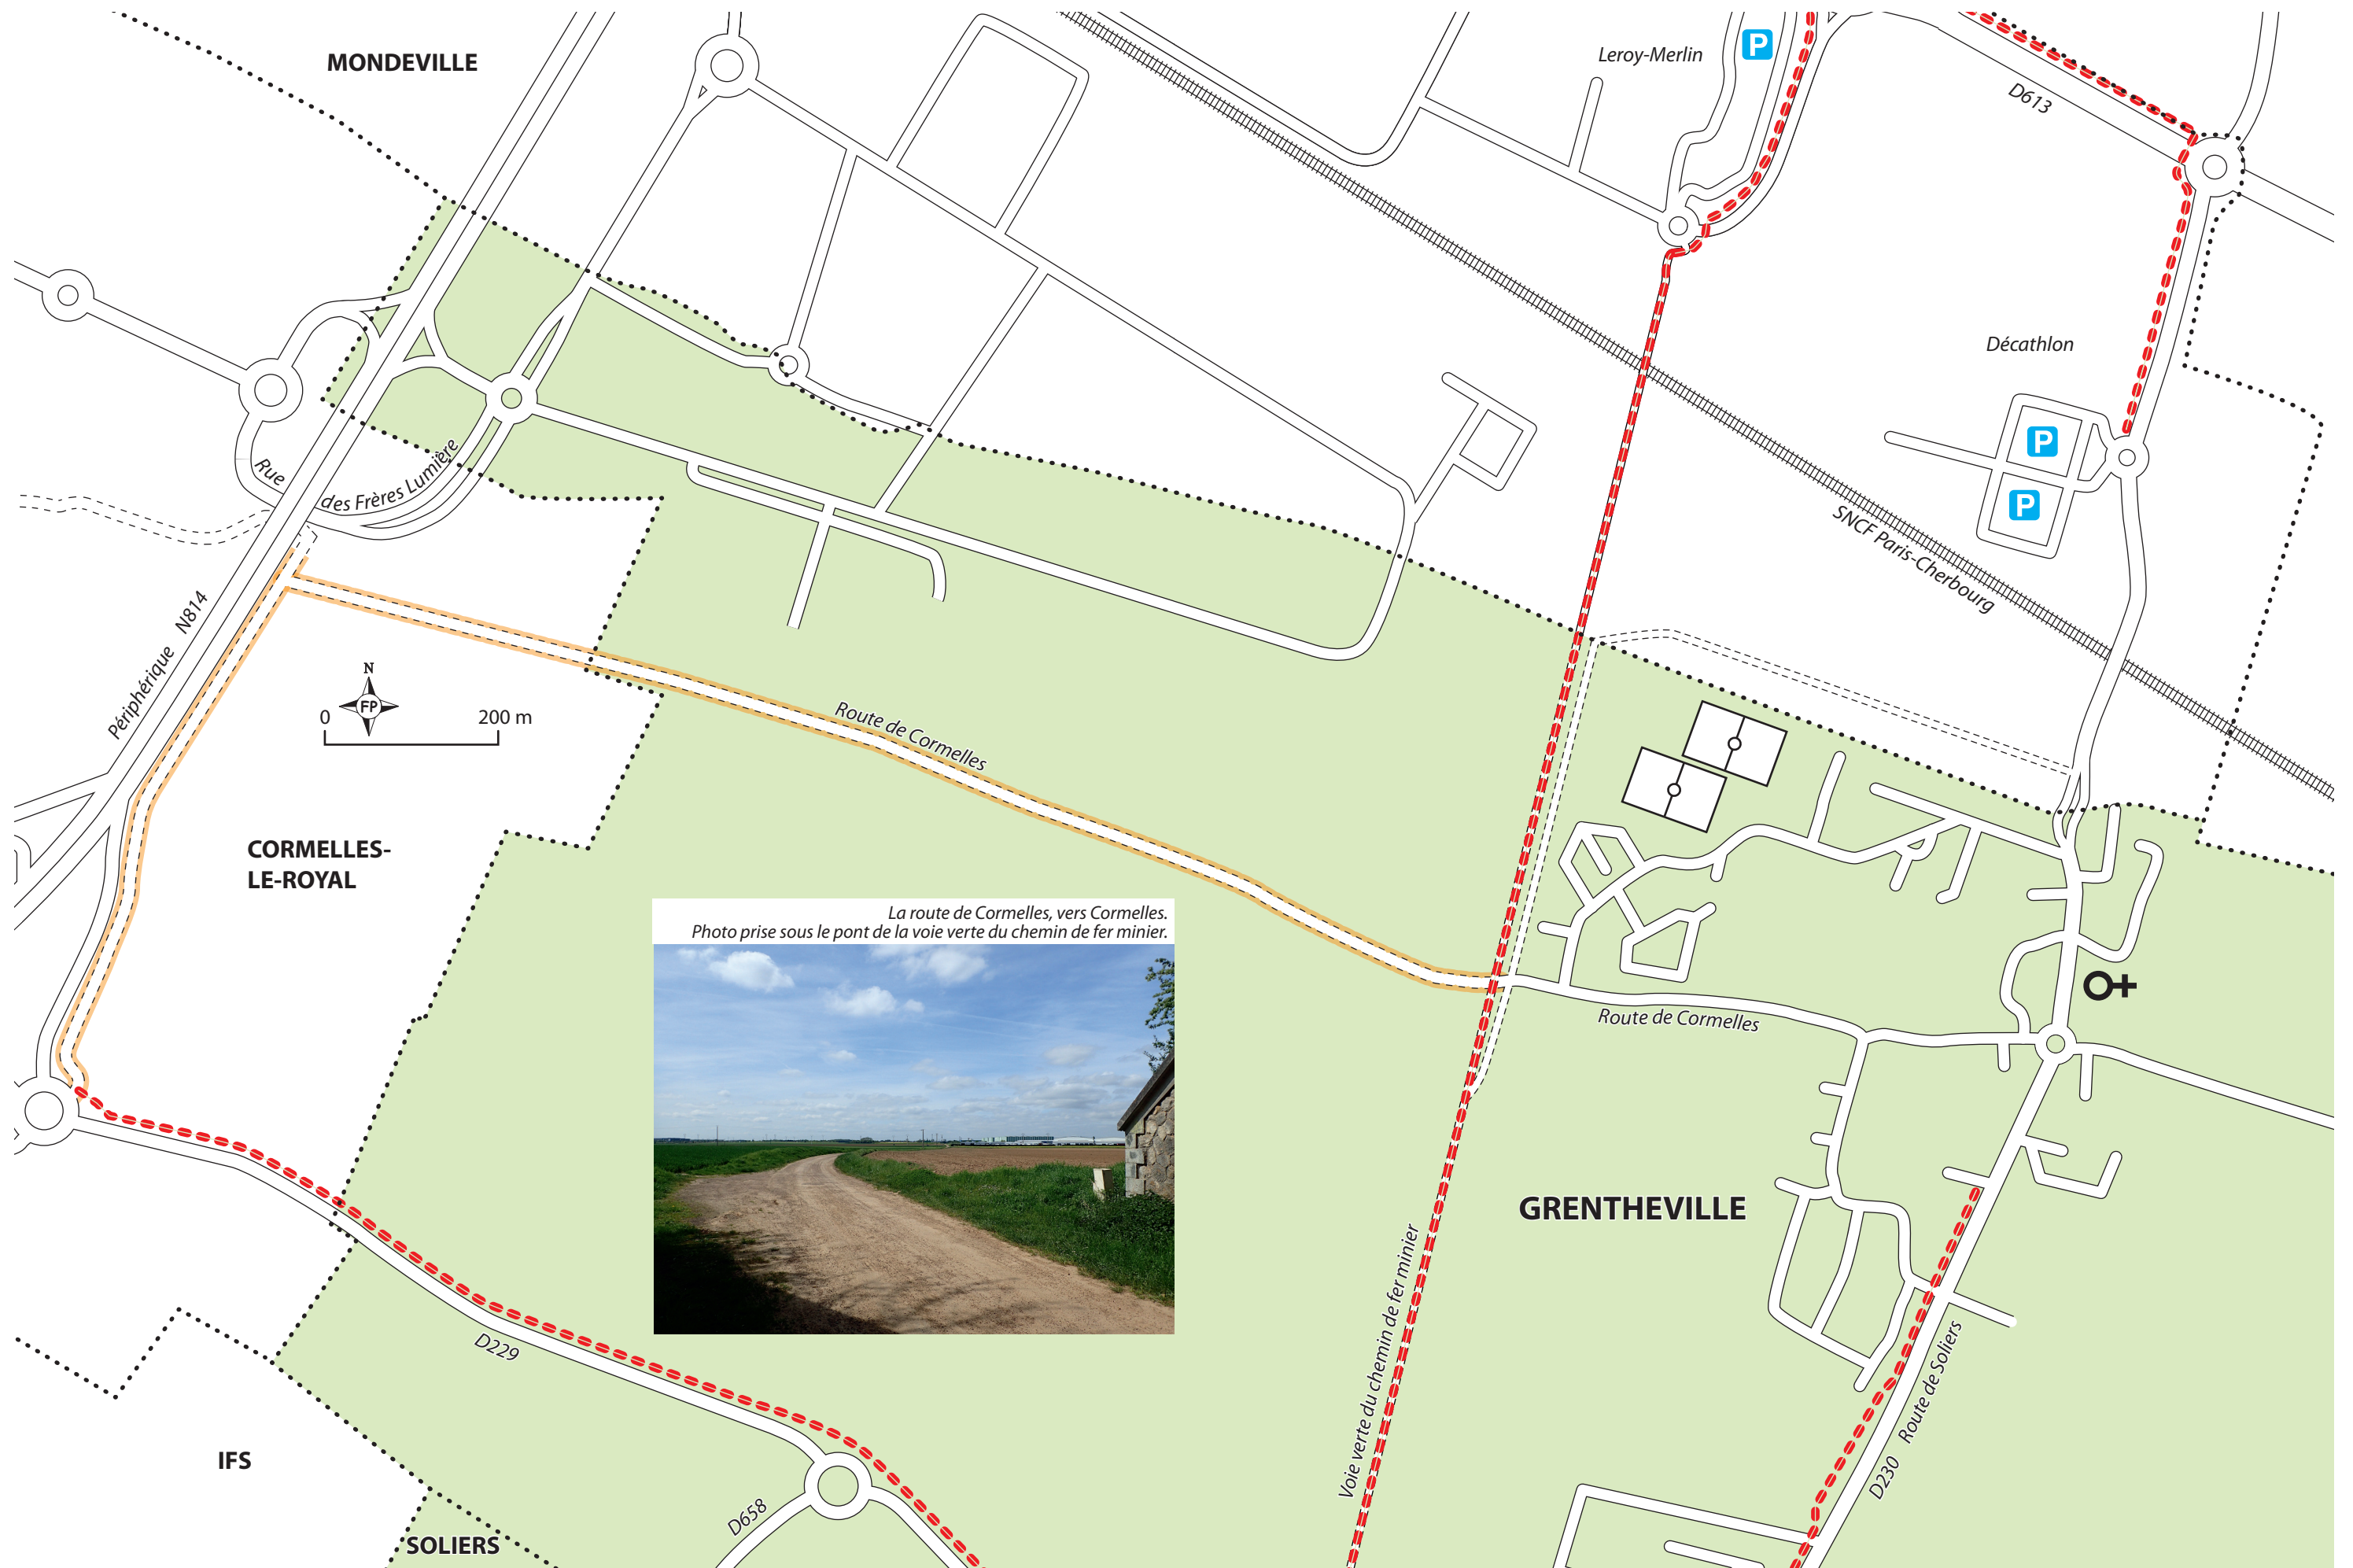 MONDEVILLE
Leroy-Merlin
P
D613
Décathlon
P
P
Rue
des Frères Lumière
SNCF Paris-Cherbourg
Périphérique N814
N
FP
0 200 m
Route de Cormelles
CORMELLES-
LE-ROYAL
La route de Cormelles, vers Cormelles.
Photo prise sous le pont de la voie verte du chemin de fer minier.
Route de Cormelles
GRENTHEVILLE
Voie verte du chemin de fer minier
D229
D230 Route de Soliers
IFS
D658
SOLIERS